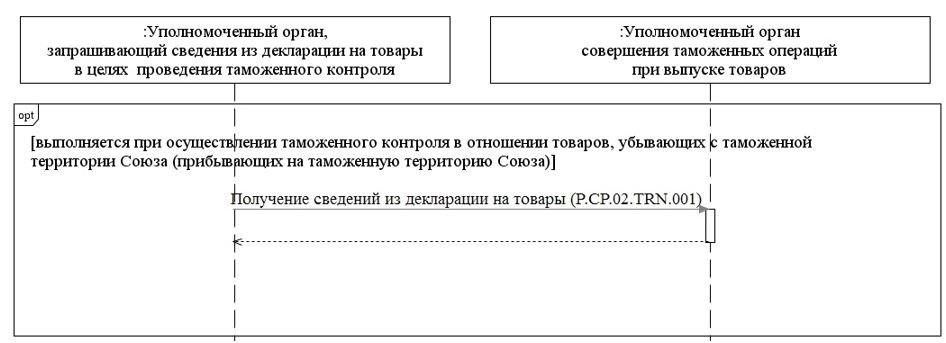 :Уполномоченный орган,
запрашивающий сведения из декларации на товары
в целях проведения таможенного контроля
:Уполномоченный орган
совершения таможенных операций
при выпуске товаров
opt
[выполняется при осуществлении таможенного контроля в отношении товаров, убывающих с таможенной
территории Союза (прибывающих на таможенную территорию Союза)]
Получение сведений из декларации на товары (P.CP.02.TRN.001)